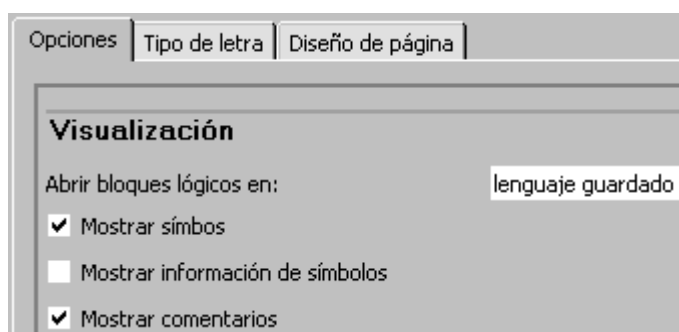 Opciones Tipo de letra Diseño de página
Visualización
Abrir bloques lógicos en: lenguaje guardado
Mostrar símbos
Mostrar información de símbolos
Mostrar comentarios